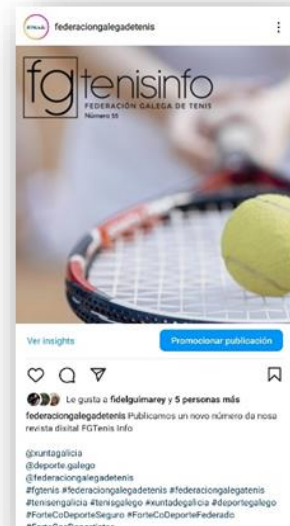 federaciongalegadetenis
fgtenisinfo
FEDERACIÓN GALEGA DE TENIS
Número 55
Ver insights
Promocionar publicación
Le gusta a fidelguimarey y 5 personas más
federaciongalegadetenis Publicamos un novo número da nosa
revista dixital FGTenis Info
@xuntagalicia
@deporte.galego
@federaciongalegadetenis
#fgtenis #federaciongalegadetenis #federaciongalegatenis
#tenisengalicia #tenisgalego #xuntadegalicia #deportegalego
#ForteCoDeporteSeguro #ForteCoDeporteFederado